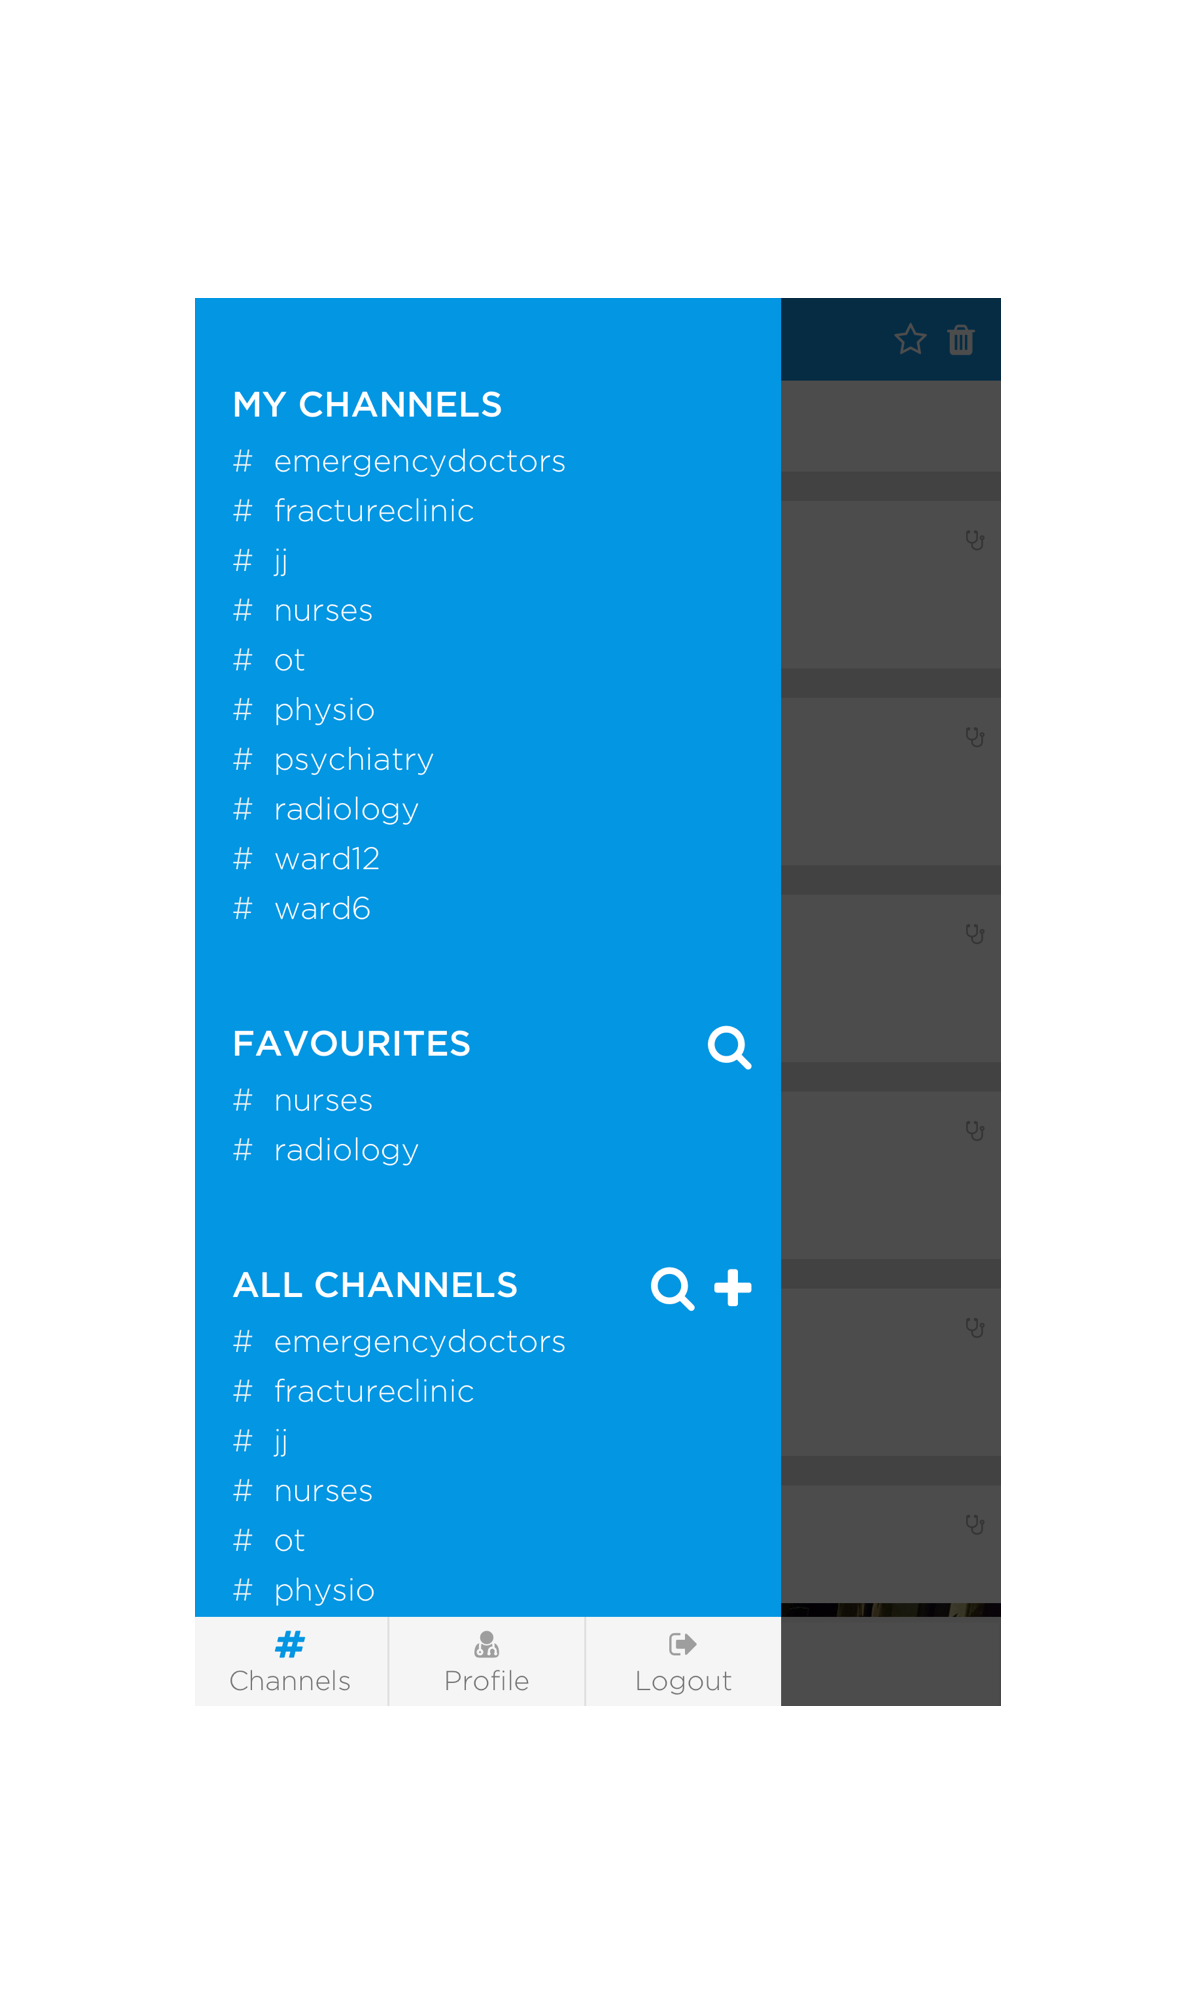 MY CHANNELS
# emergencydoctors
# fractureclinic
# jj
# nurses
# ot
# physio
# psychiatry
# radiology
# ward12
# ward6
FAVOURITES
# nurses
# radiology
ALL CHANNELS
# emergencydoctors
# fractureclinic
# jj
# nurses
# ot
# physio
Channels Profile Logout